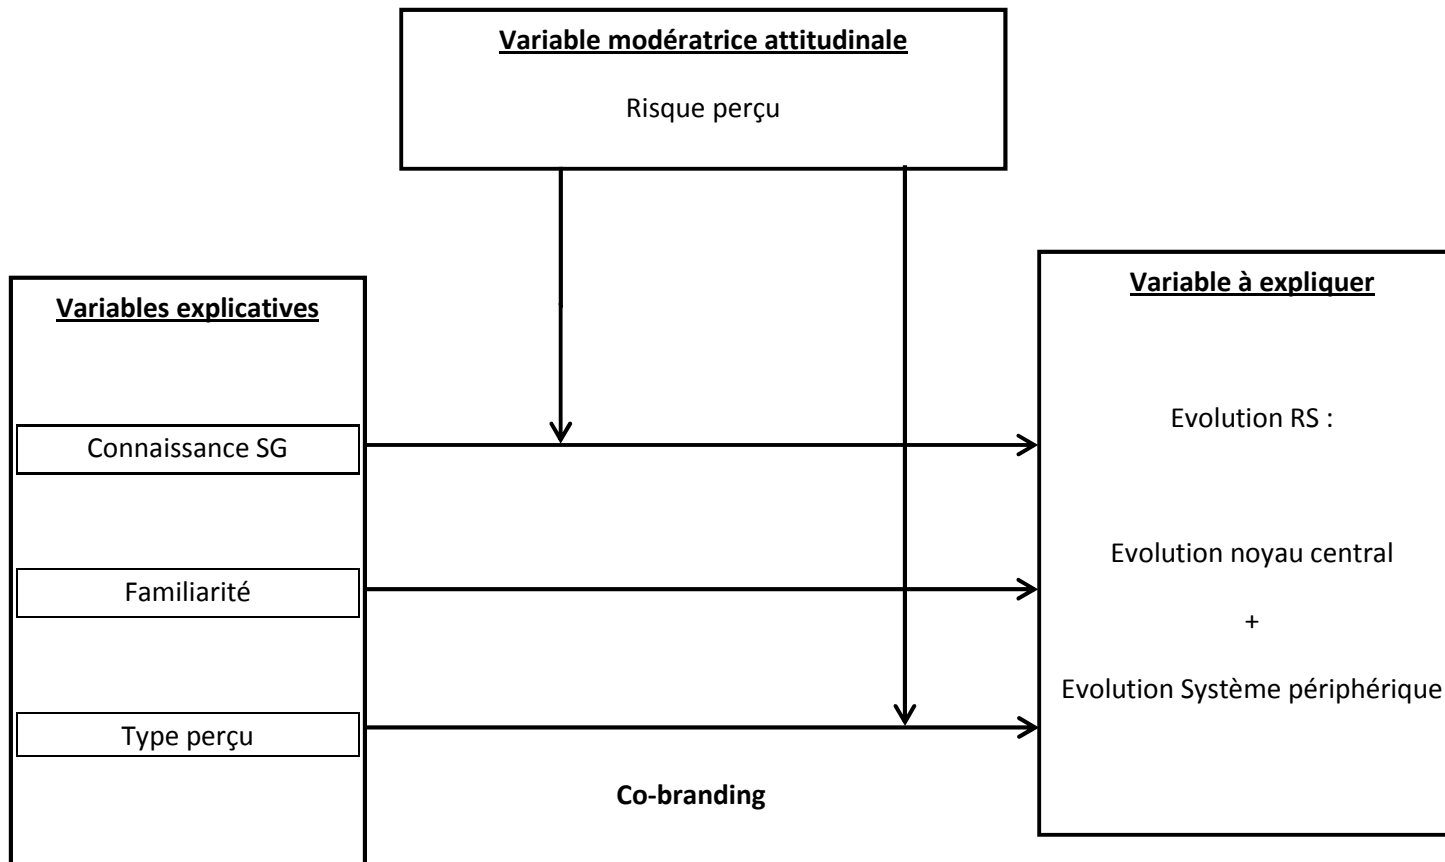 Variable modératrice attitudinale
Risque perçu
Variables explicatives
Connaissance SG
Familiarité
Type perçu
Co-branding
Variable à expliquer
Evolution RS :
Evolution noyau central
+
Evolution Système périphérique